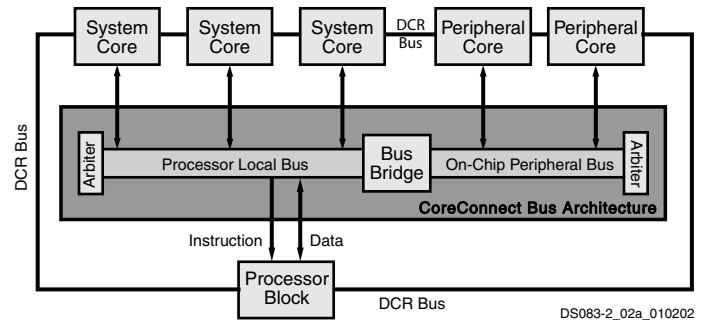 System
Core
System
Core
System
Core
DCR
Bus
Peripheral
Core
Peripheral
Core
DCR Bus
Arbiter
Processor Local Bus
Bus
Bridge
On-Chip Peripheral Bus
Arbiter
CoreConnect Bus Architecture
Instruction
Data
Processor
Block
DCR Bus
DS083-2_02a_010202